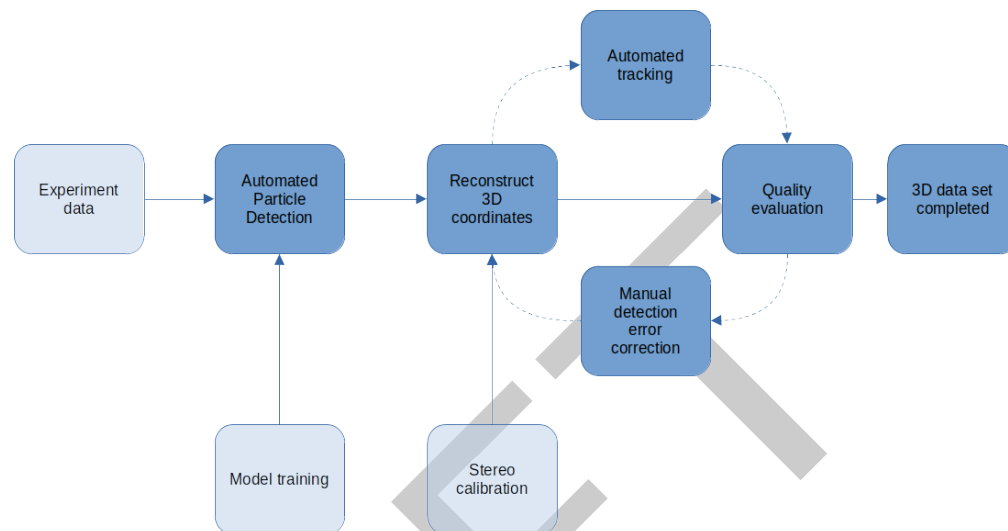 Automated
tracking
Experiment
data
Automated
Particle
Detection
Reconstruct
3D
coordinates
Quality
evaluation
3D data set
completed
Manual
detection
error
correction
Model training
Stereo
calibration